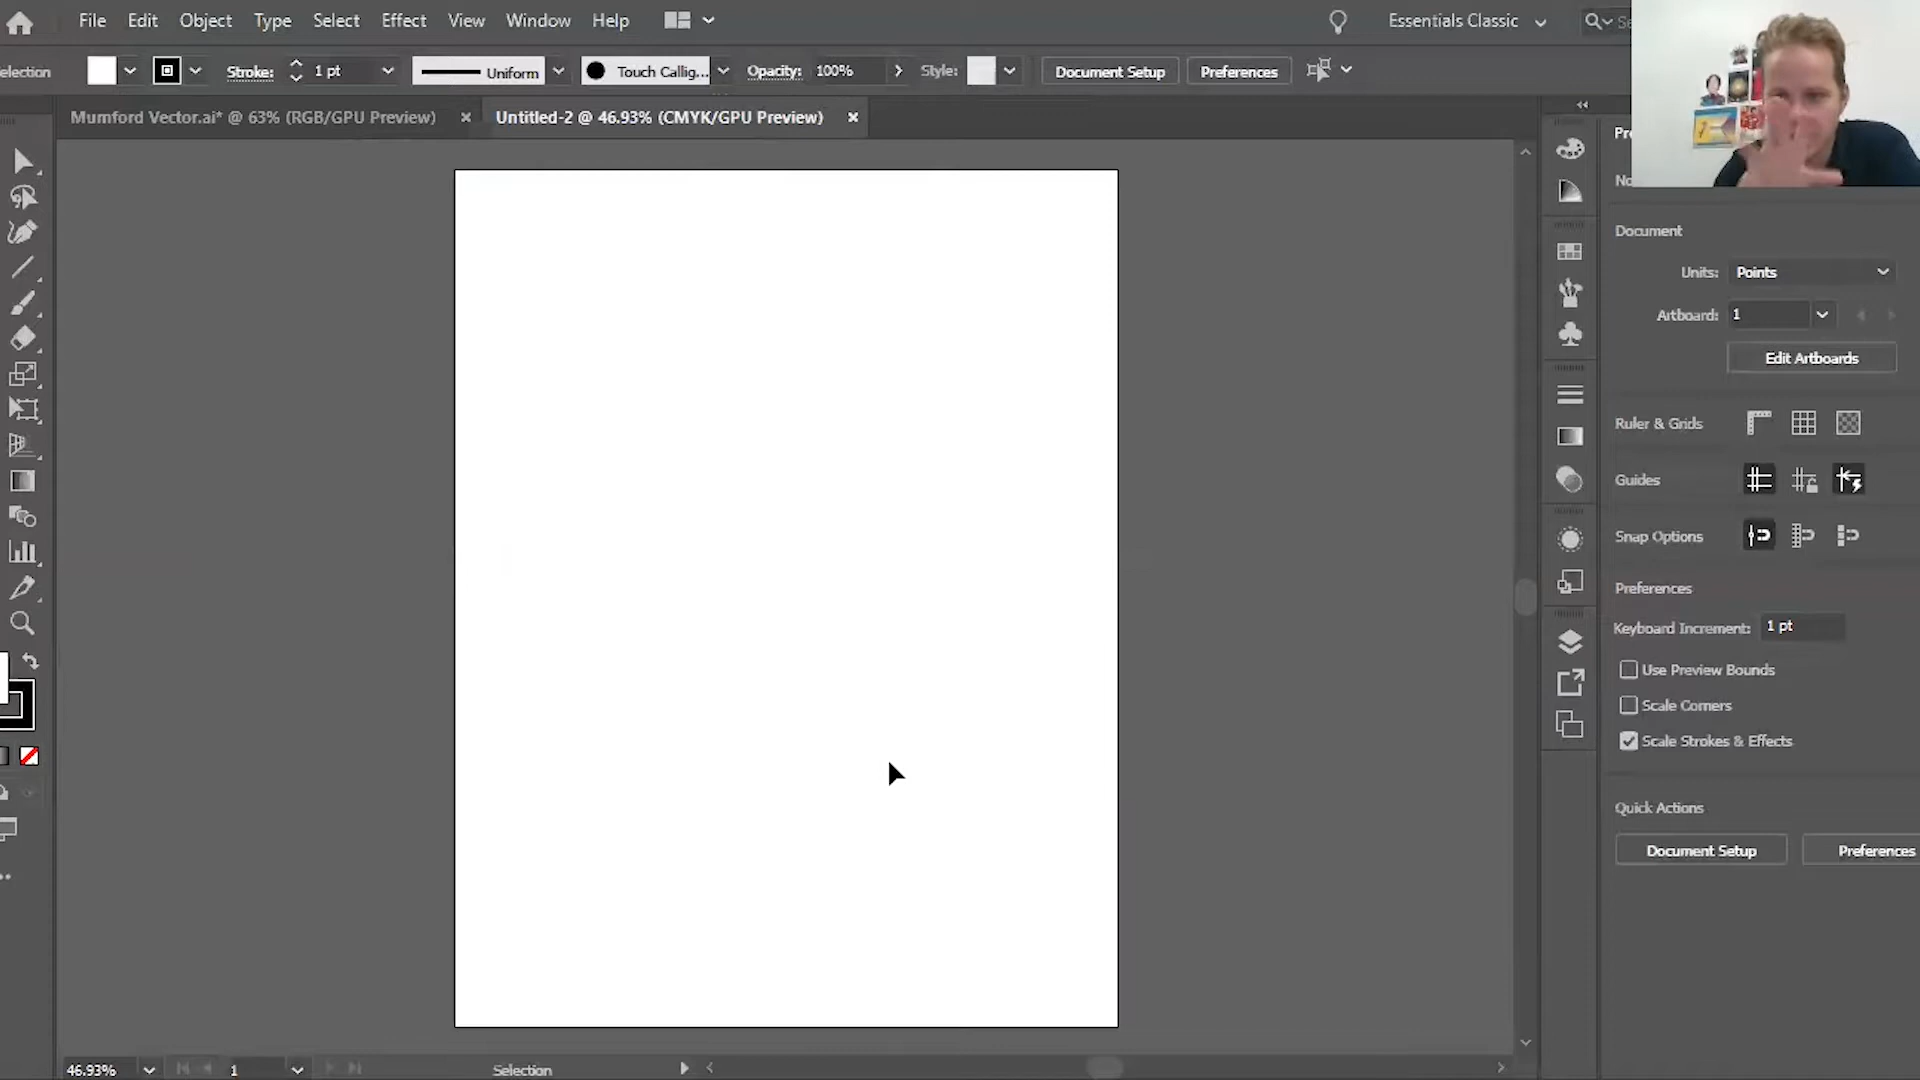 File Edit Object Type Select Effect View Window Help Essentials Classic
election Stroke: 1 pt Uniform Touch Callig... Opacity: 100% Style: Document Setup Preferences
Mumford Vector.ai* @ 63% (RGB/GPU Preview) × Untitled-2 @ 46.93% (CMYK/GPU Preview) ×
Document
Units: Points
Artboard: 1
Edit Artboards
Ruler & Grids
Guides
Snap Options
Preferences
Keyboard Increment: 1 pt
Use Preview Bounds
Scale Corners
Scale Strokes & Effects
Quick Actions
Document Setup Preferences
46.93% 1 Selection